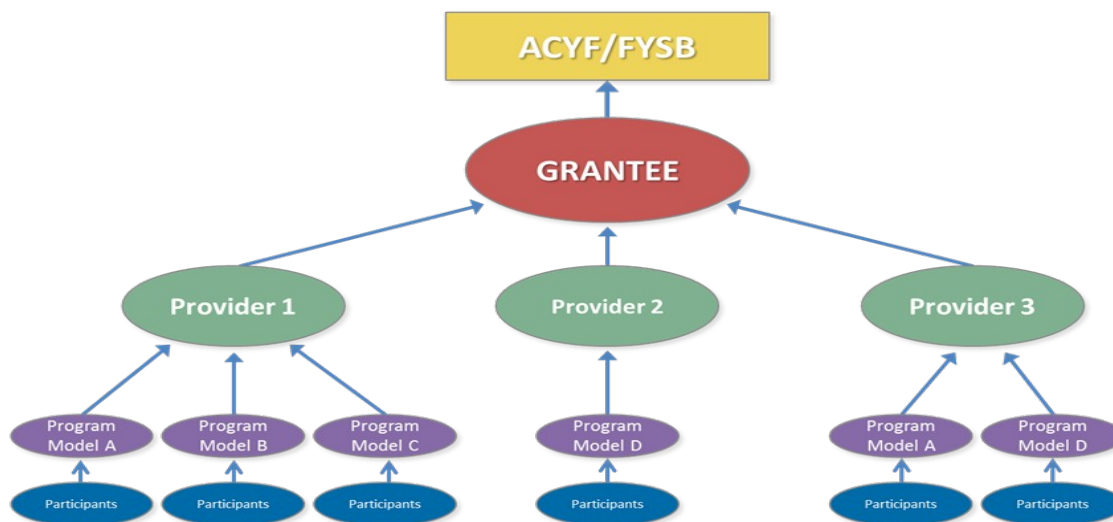 ACYF/FYSB
GRANTEE
Provider 1
Provider 2
Provider 3
Program
Model A
Program
Model B
Program
Model C
Program
Model D
Program
Model A
Program
Model D
Participants
Participants
Participants
Participants
Participants
Participants